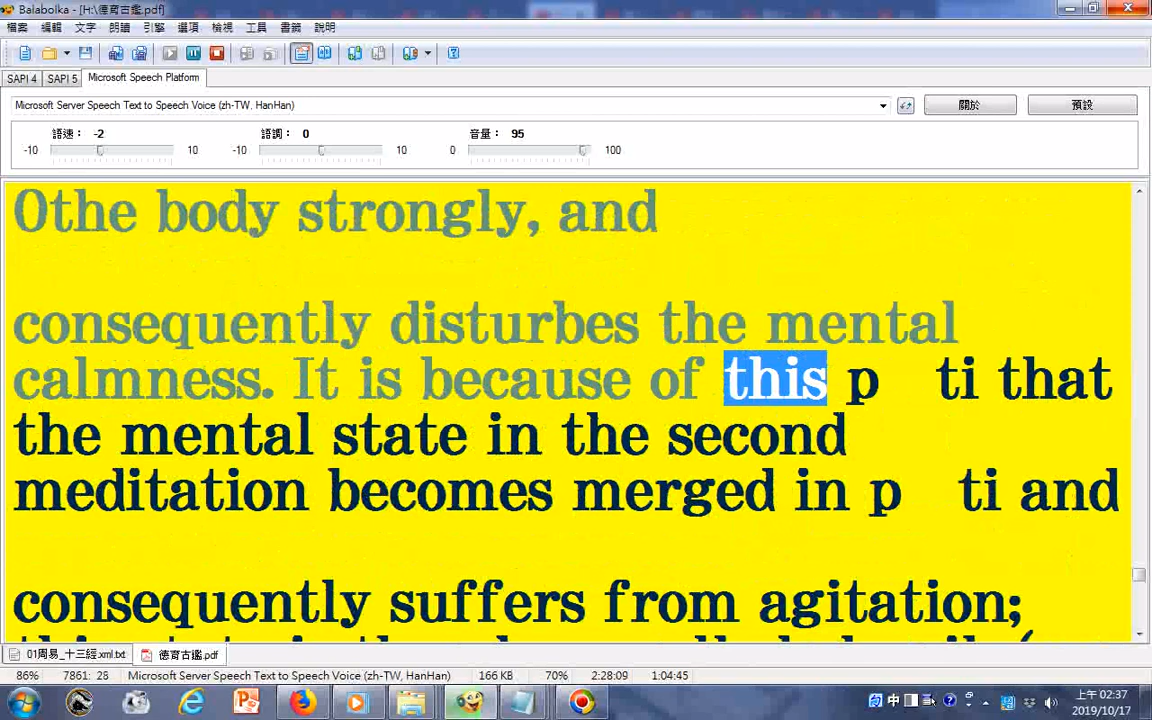 Balabolka - [H:\德育古鑑.pdf]
檔案 編輯 文字 朗讀 引擎 選項 檢視 工具 書籤 說明
SAPI 4 SAPI 5 Microsoft Speech Platform
Microsoft Server Speech Text to Speech Voice (zh-TW, HanHan) 關於 預設
語速： -2 語調： 0 音量： 95
-10 10 -10 10 0 100
0the body strongly, and
consequently disturbes the mental
calmness. It is because of this p ti that
the mental state in the second
meditation becomes merged in p ti and
consequently suffers from agitation;
01周易_十三經.xml.txt 德育古鑑.pdf
86% 7861: 28 Microsoft Server Speech Text to Speech Voice (zh-TW, HanHan) 166 KB 70% 2:28:09 1:04:45
中 上午 02:37
2019/10/17